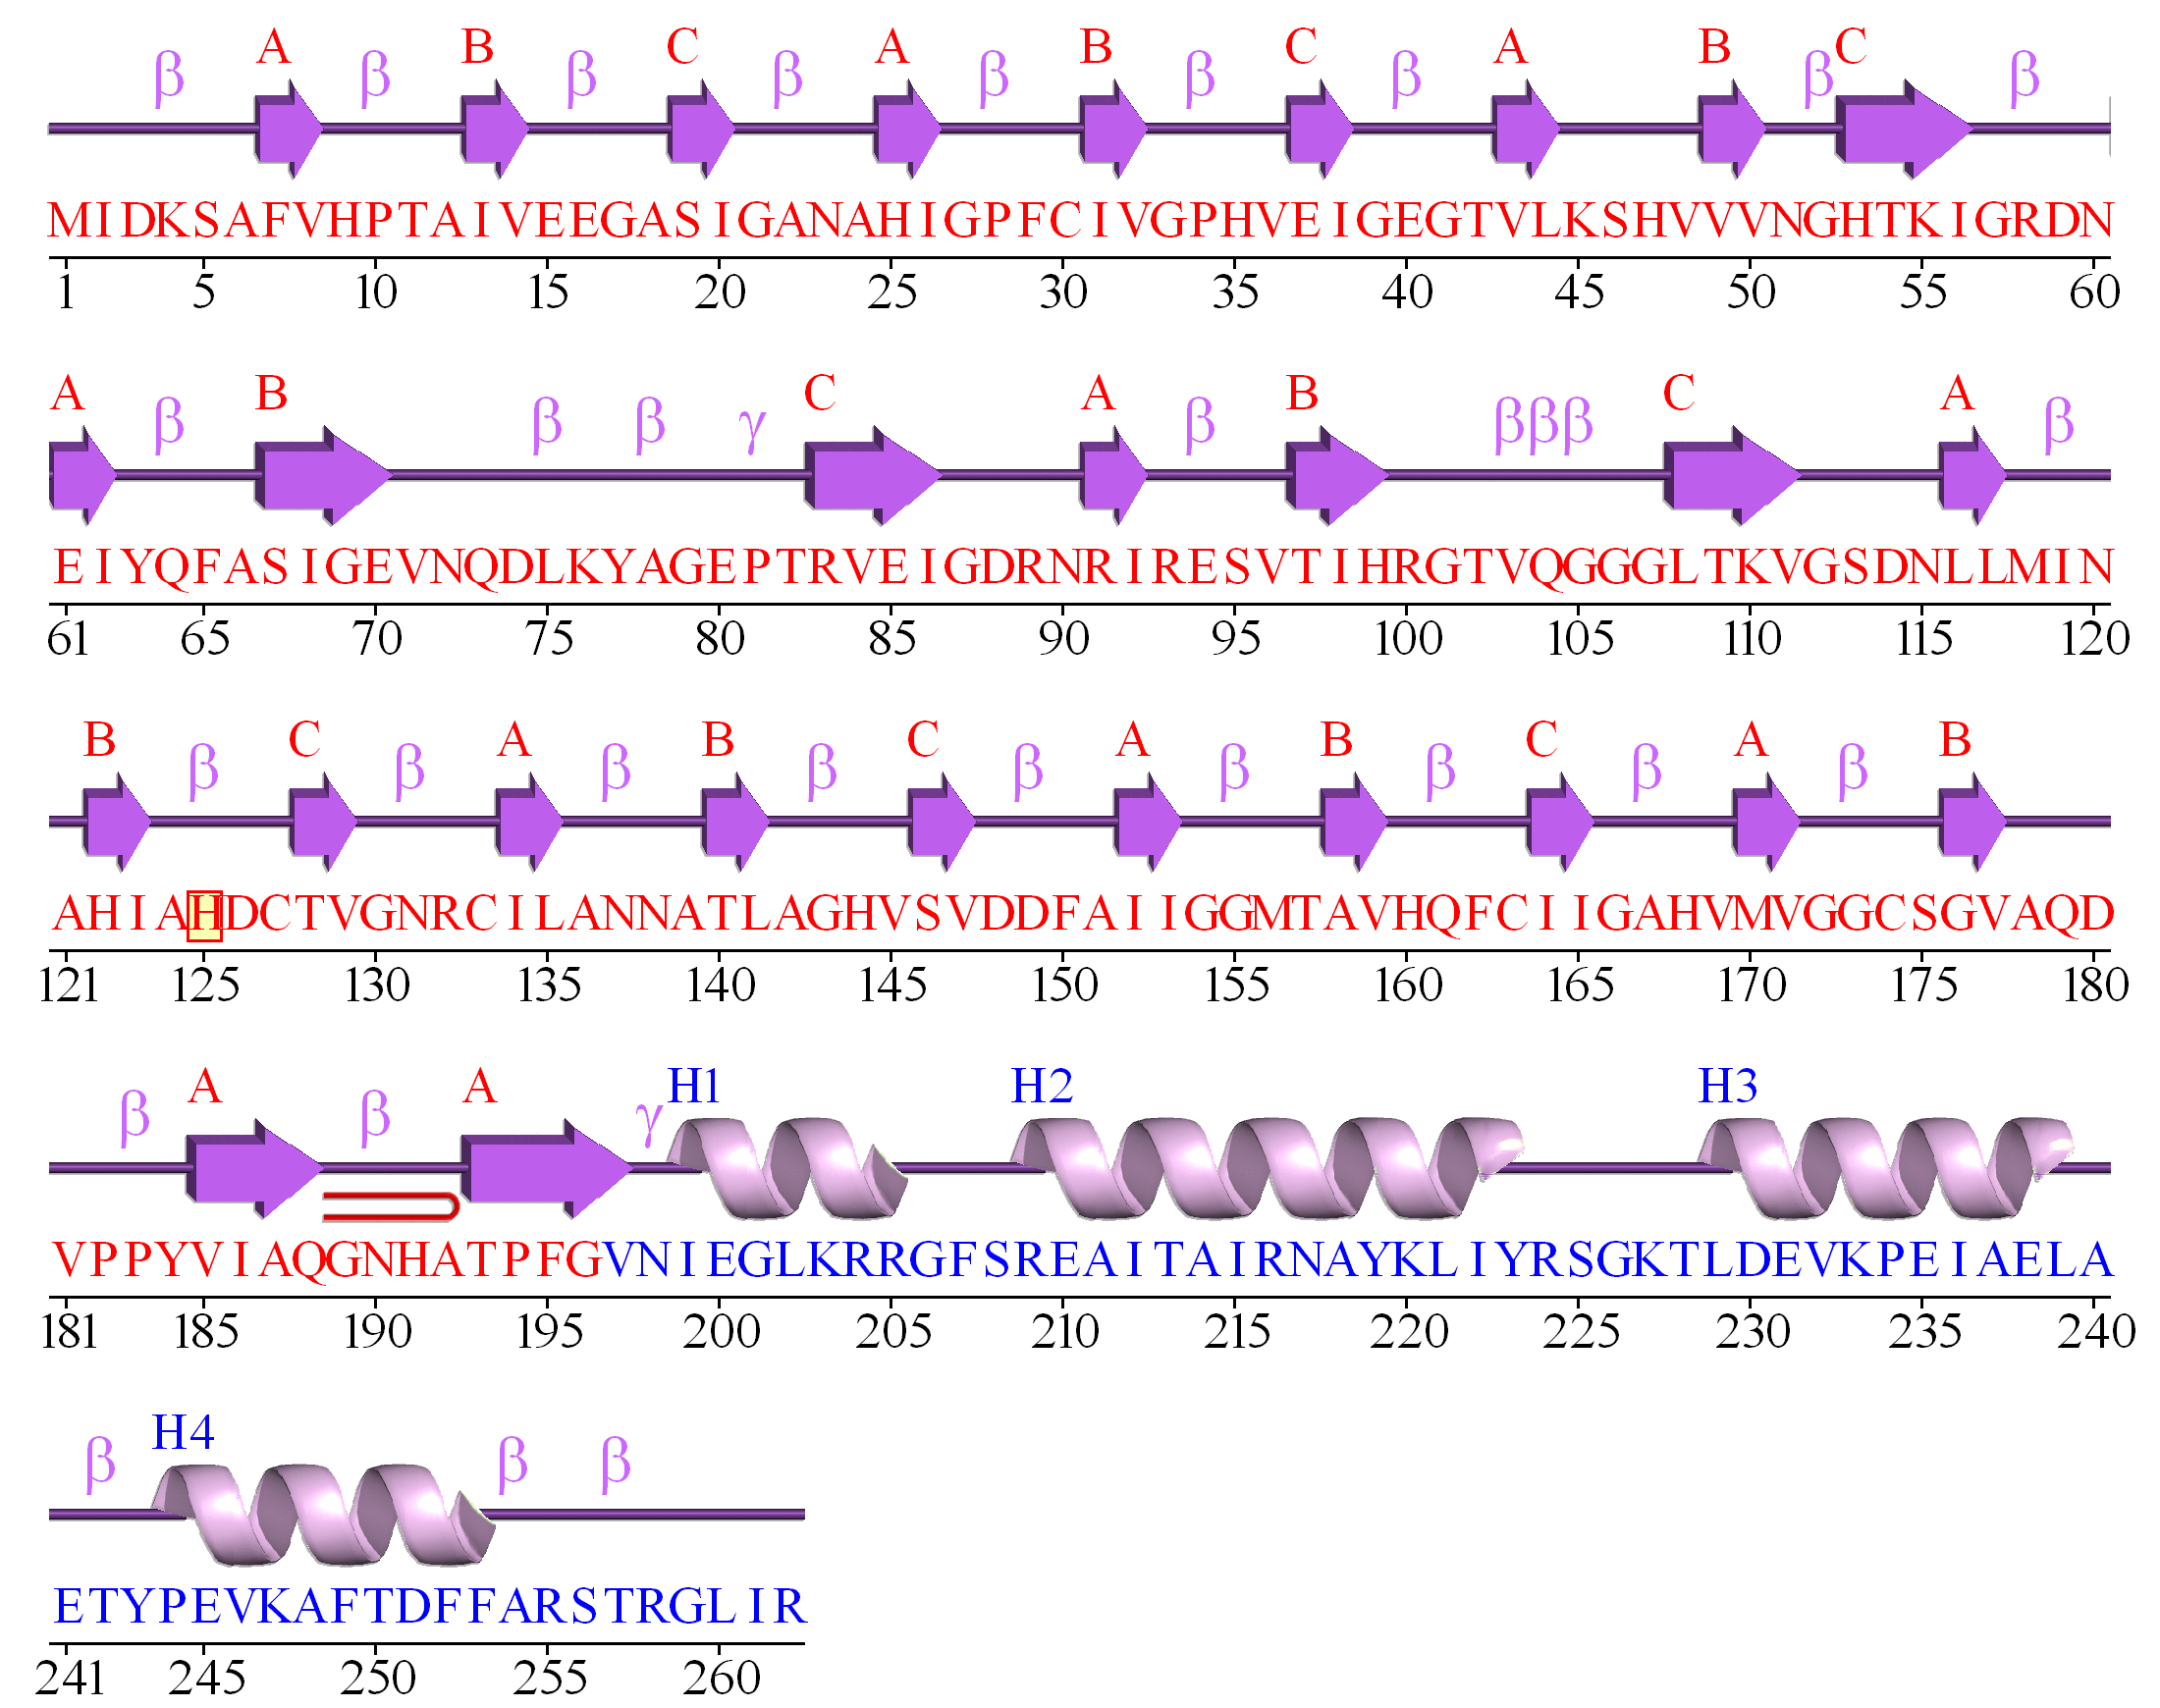 A B C A B C A B C
β β β β β β β β β
MIDKSAFVHPTAIVEEGASIGANAHIGPFCIVGPHVEIGEGTVLKSHVVVNGHTKIGRDN
1 5 10 15 20 25 30 35 40 45 50 55 60
A B C A B C A
β β β γ β β β β β
EIYQFASIGEVNQDLKYAGEPTRVEIGDRNRIRESVTIHRGTVQGGGLTKVGSDNLLMIN
61 65 70 75 80 85 90 95 100 105 110 115 120
B C A B C A B C A B
β β β β β β β β β
AHIAHDCTVGNRCILANNATLAGHVSVDDFAIIGGMTAVHQFCIIGAHVMVGGCSGVAQD
121 125 130 135 140 145 150 155 160 165 170 175 180
A A H1 H2 H3
β β γ
VPPYVIAQGNHATPFGVNIEGLKRRGFSREAITAIRNAYKLIYRSGKTLDEVKPEIAELA
181 185 190 195 200 205 210 215 220 225 230 235 240
H4
β β β
ETYPEVKAFTDFFARSTRGLIR
241 245 250 255 260